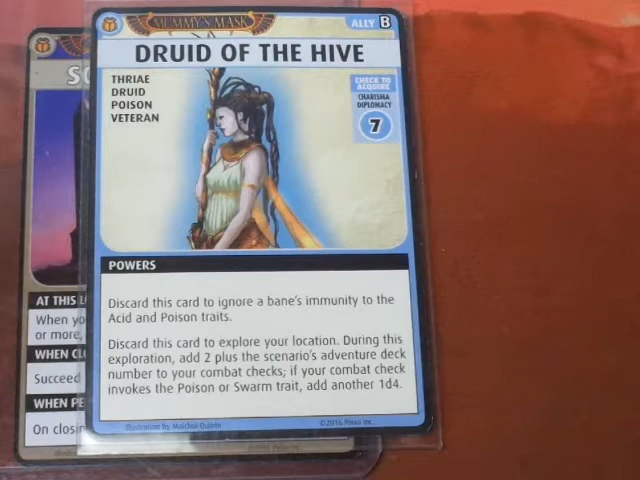 MUMMY'S MASK
ALLY B
DRUID OF THE HIVE
THRIAE
DRUID
POISON
VETERAN
CHECK TO
ACQUIRE
CHARISMA
DIPLOMACY
7
POWERS
Discard this card to ignore a bane's immunity to the
Acid and Poison traits.
Discard this card to explore your location. During this
exploration, add 2 plus the scenario's adventure deck
number to your combat checks; if your combat check
invokes the Poison or Swarm trait, add another 1d4.
Illustration by
©2016 Paizo Inc.
AT THIS
When yo
or more,
WHEN CL
Succeed
WHEN PE
On closin